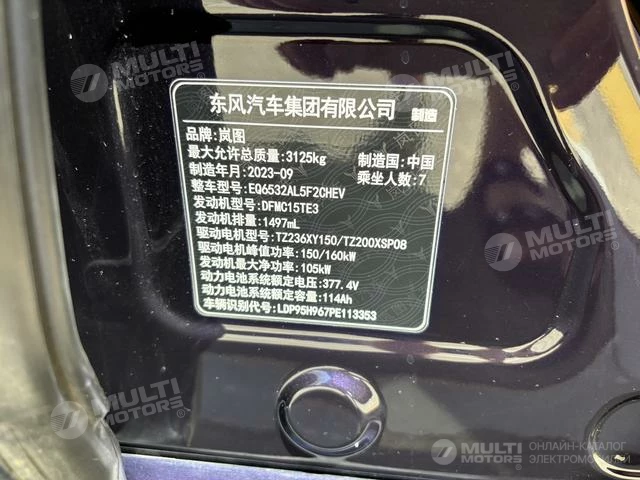 东风汽车集团有限公司 制造
品牌:岚图
最大允许总质量:3125kg 制造国:中国
制造年月:2023-09 乘坐人数:7
整车型号:EQ6532AL5F2CHEV
发动机型号:DFMC15TE3
发动机排量:1497mL
驱动电机型号:TZ236XY150/TZ200XSP08
驱动电机峰值功率:150/160kW
发动机最大净功率:105kW
动力电池系统额定电压:377.4V
动力电池系统额定容量:114Ah
车辆识别代号:LDP95H967PE113353
MULTI MOTORS®
MULTI MOTORS®
MULTI MOTORS®
MULTI MOTORS®
MULTI MOTORS®
ОНЛАЙН-КАТАЛОГ
ЭЛЕКТРОМОБИЛЕЙ